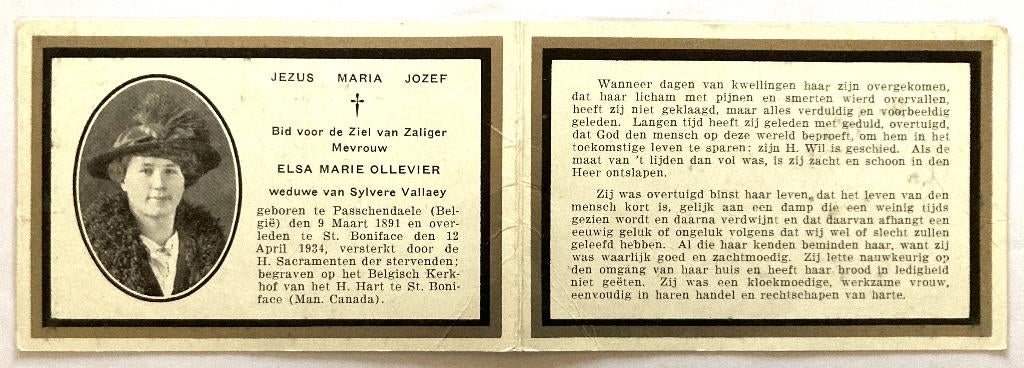 JEZUS MARIA JOZEF
†
Bid voor de Ziel van Zaliger
Mevrouw
ELSA MARIE OLLEVIER
weduwe van Sylvere Vallaey
geboren te Passchendaele (Bel-
gië) den 9 Maart 1891 en over-
leden te St. Boniface den 12
April 1934, versterkt door de
H. Sacramenten der stervenden;
begraven op het Belgisch Kerk-
hof van het H. Hart te St. Boni-
face (Man. Canada).
Wanneer dagen van kwellingen haar zijn overgekomen,
dat haar licham met pijnen en smerten wierd overvallen,
heeft zij niet geklaagd, maar alles verduldig en voorbeeldig
geleden. Langen tijd heeft zij geleden met geduld, overtuigd,
dat God den mensch op deze wereld beproeft, om hem in het
toekomstige leven te sparen: zijn H. Wil is geschied. Als de
maat van 't lijden dan vol was, is zij zacht en schoon in den
Heer ontslapen.
Zij was overtuigd binst haar leven, dat het leven van den
mensch kort is, gelijk aan een damp die een weinig tijds
gezien wordt en daarna verdwijnt en dat daarvan afhangt een
eeuwig geluk of ongeluk volgens dat wij wel of slecht zullen
geleefd hebben. Al die haar kenden beminden haar, want zij
was waarlijk goed en zachtmoedig. Zij lette nauwkeurig op
den omgang van haar huis en heeft haar brood in ledigheid
niet geëten. Zij was een kloekmoedige, werkzame vrouw,
eenvoudig in haren handel en rechtschapen van harte.